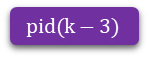 pid(k – 3)